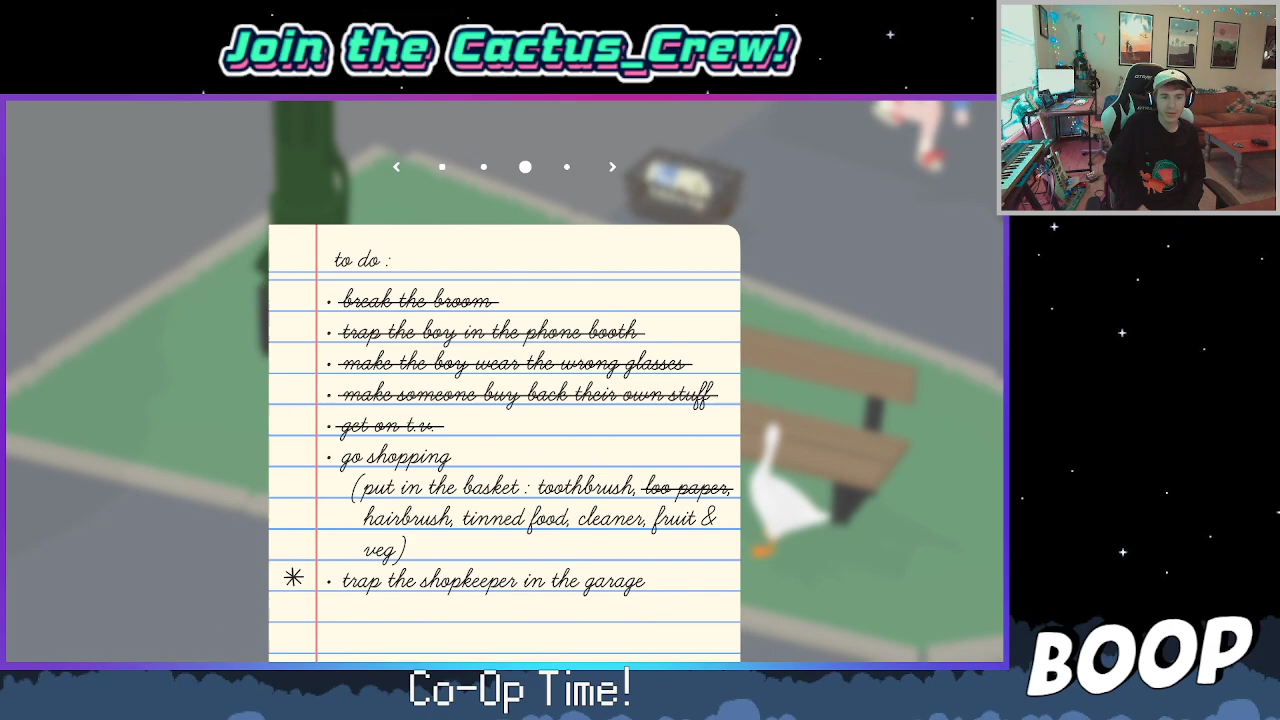 Join the Cactus_Crew!
to do :
• break the broom
• trap the boy in the phone booth
• make the boy wear the wrong glasses
• make someone buy back their own stuff
• get on t.v.
• go shopping
(put in the basket : toothbrush, loo paper,
hairbrush, tinned food, cleaner, fruit &
veg)
* • trap the shopkeeper in the garage
BOOP
Co-Op Time!